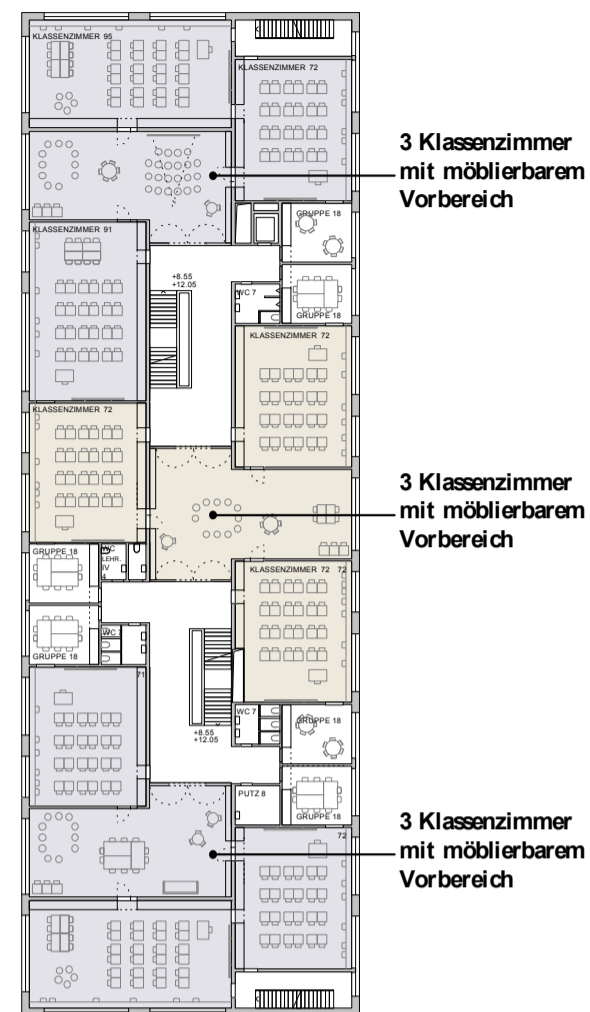 KLASSENZIMMER 95
KLASSENZIMMER 72
3 Klassenzimmer
mit möblierbarem
Vorbereich
GRUPPE 18
KLASSENZIMMER 91
+8.55
+12.05
WC 7
GRUPPE 18
KLASSENZIMMER 72
KLASSENZIMMER 72
3 Klassenzimmer
mit möblierbarem
Vorbereich
GRUPPE 18
WC
LEHR.
IV
4
KLASSENZIMMER 72 72
WC 7
GRUPPE 18
71
WC 7
GRUPPE 18
+8.55
+12.05
PUTZ 8
GRUPPE 18
72
3 Klassenzimmer
mit möblierbarem
Vorbereich